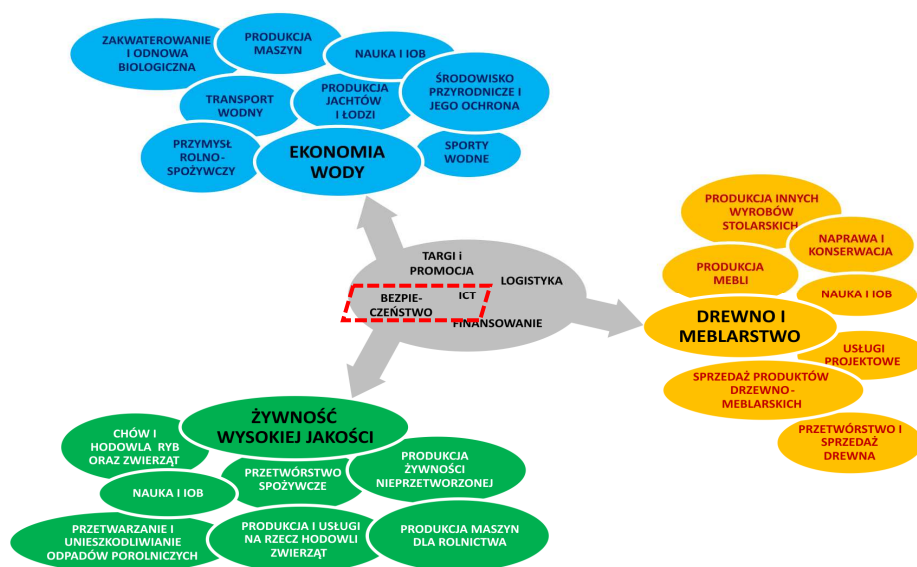 ZAKWATEROWANIE
I ODNOWA
BIOLOGICZNA
PRODUKCJA
MASZYN
NAUKA I IOB
ŚRODOWISKO
PRZYRODNICZE I
JEGO OCHRONA
TRANSPORT
WODNY
PRODUKCJA
JACHTÓW
I ŁODZI
PRZYMYSŁ
ROLNO-
SPOŻYWCZY
EKONOMIA
WODY
SPORTY
WODNE
TARGI i
PROMOCJA
LOGISTYKA
ICT
BEZPIE-
CZEŃSTWO
FINANSOWANIE
PRODUKCJA INNYCH
WYROBÓW
STOLARSKICH
NAPRAWA I
KONSERWACJA
PRODUKCJA
MEBLI
NAUKA I IOB
DREWNO I
MEBLARSTWO
USŁUGI
PROJEKTOWE
SPRZEDAŻ PRODUKTÓW
DRZEWNO-
MEBLARSKICH
PRZETWÓRSTWO I
SPRZEDAŻ
DREWNA
ŻYWNOŚĆ
WYSOKIEJ JAKOŚCI
CHÓW I
HODOWLA RYB
ORAZ ZWIERZĄT
PRZETWÓRSTWO
SPOŻYWCZE
PRODUKCJA
ŻYWNOŚCI
NIEPRZETWORZONEJ
NAUKA I IOB
PRZETWARZANIE I
UNIESZKODLIWIANIE
ODPADÓW POROLNICZYCH
PRODUKCJA I USŁUGI
NA RZECZ HODOWLI
ZWIERZĄT
PRODUKCJA MASZYN
DLA ROLNICTWA